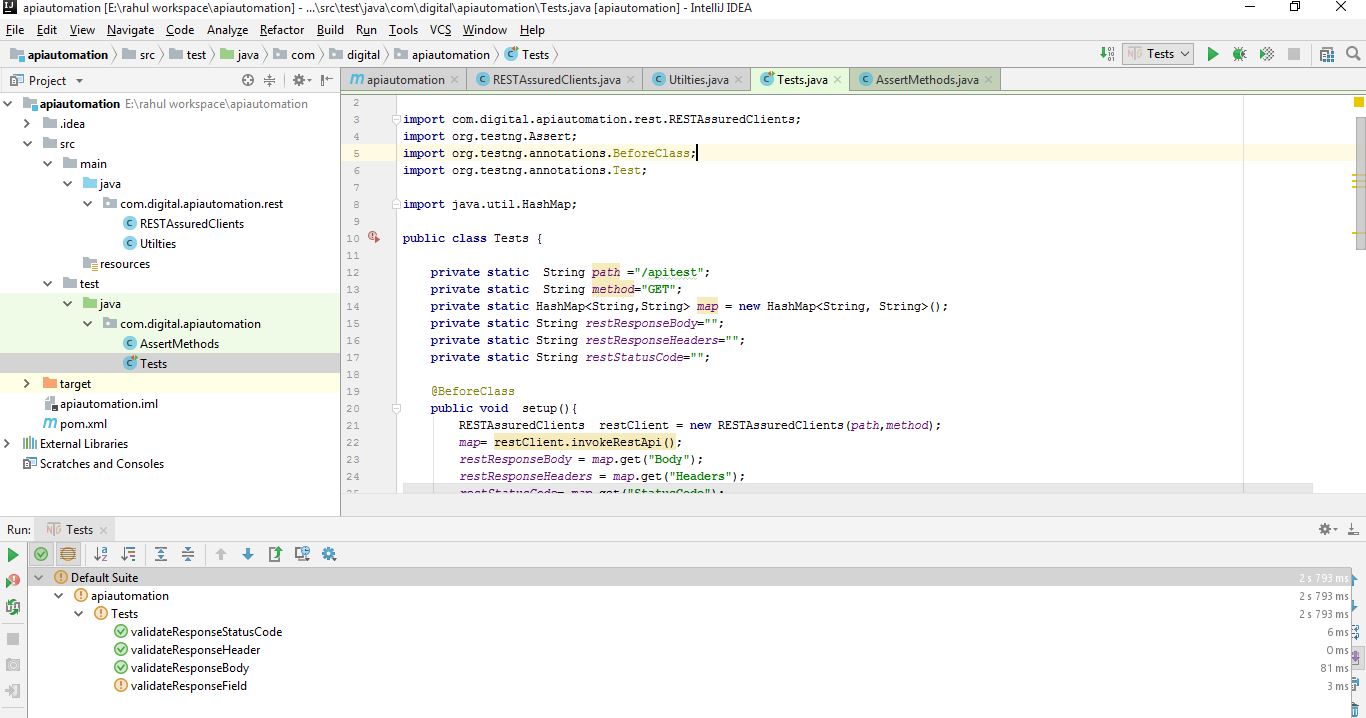 apiautomation [E:\rahul workspace\apiautomation] - ...\src\test\java\com\digital\apiautomation\Tests.java [apiautomation] - IntelliJ IDEA
File Edit View Navigate Code Analyze Refactor Build Run Tools VCS Window Help
apiautomation src test java com digital apiautomation Tests
Tests
Project
apiautomation RESTAssuredClients.java Utilties.java Tests.java AssertMethods.java
apiautomation E:\rahul workspace\apiautomation
.idea
src
main
java
com.digital.apiautomation.rest
RESTAssuredClients
Utilties
resources
test
java
com.digital.apiautomation
AssertMethods
Tests
target
apiautomation.iml
pom.xml
External Libraries
Scratches and Consoles
2
3 import com.digital.apiautomation.rest.RESTAssuredClients;
4 import org.testng.Assert;
5 import org.testng.annotations.BeforeClass;
6 import org.testng.annotations.Test;
7
8 import java.util.HashMap;
9
10 public class Tests {
11
12 private static  String path ="/apitest";
13 private static  String method="GET";
14 private static HashMap<String,String> map = new HashMap<String, String>();
15 private static String restResponseBody="";
16 private static String restResponseHeaders="";
17 private static String restStatusCode="";
18
19 @BeforeClass
20 public void  setup(){
21 RESTAssuredClients  restClient = new RESTAssuredClients(path,method);
22 map= restClient.invokeRestApi();
23 restResponseBody = map.get("Body");
24 restResponseHeaders = map.get("Headers");
25 restStatusCode= map.get("StatusCode");
Run: Tests
Default Suite 2 s 793 ms
apiautomation 2 s 793 ms
Tests 2 s 793 ms
validateResponseStatusCode 6 ms
validateResponseHeader 0 ms
validateResponseBody 81 ms
validateResponseField 3 ms